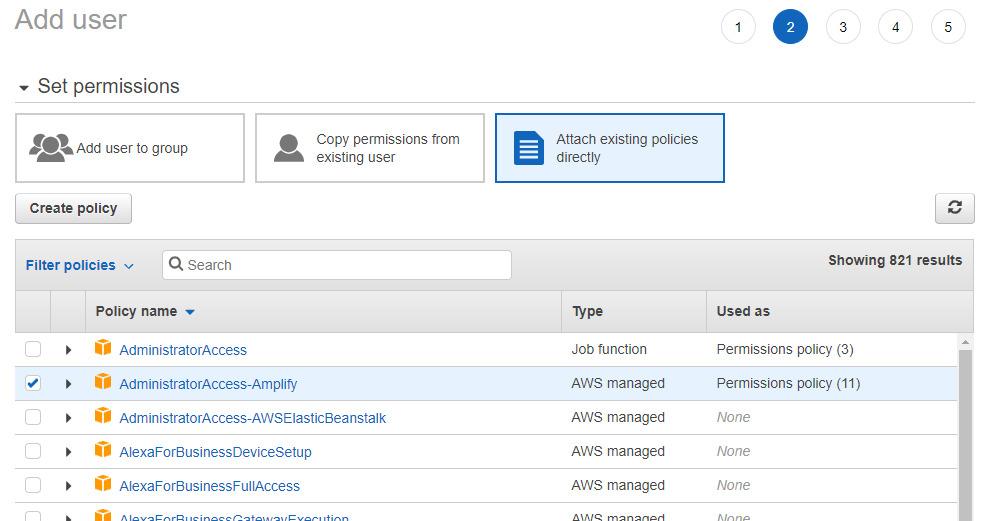 Add user
1 2 3 4 5
Set permissions
Add user to group
Copy permissions from
existing user
Attach existing policies
directly
Create policy
Filter policies
Search
Showing 821 results
Policy name Type Used as
AdministratorAccess Job function Permissions policy (3)
AdministratorAccess-Amplify AWS managed Permissions policy (11)
AdministratorAccess-AWSElasticBeanstalk AWS managed None
AlexaForBusinessDeviceSetup AWS managed None
AlexaForBusinessFullAccess AWS managed None
AlexaForBusinessGatewayExecution AWS managed None